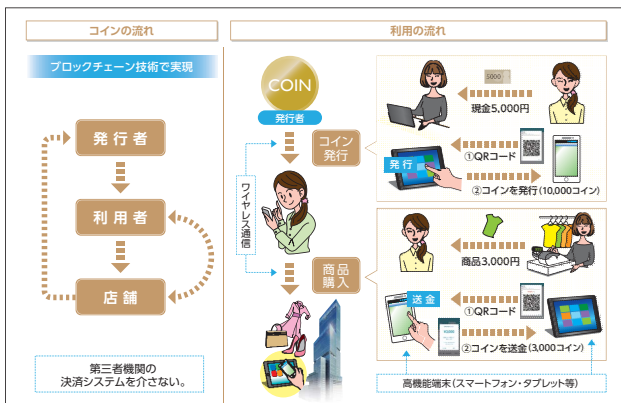 コインの流れ
ブロックチェーン技術で実現
発行者
利用者
店舗
第三者機関の
決済システムを介さない。
利用の流れ
COIN
発行者
ワイヤレス通信
コイン
発行
5000
現金5,000円
①QRコード
発行
②コインを発行(10,000コイン)
商品
購入
商品3,000円
送金
①QRコード
②コインを送金(3,000コイン)
高機能端末(スマートフォン・タブレット等)